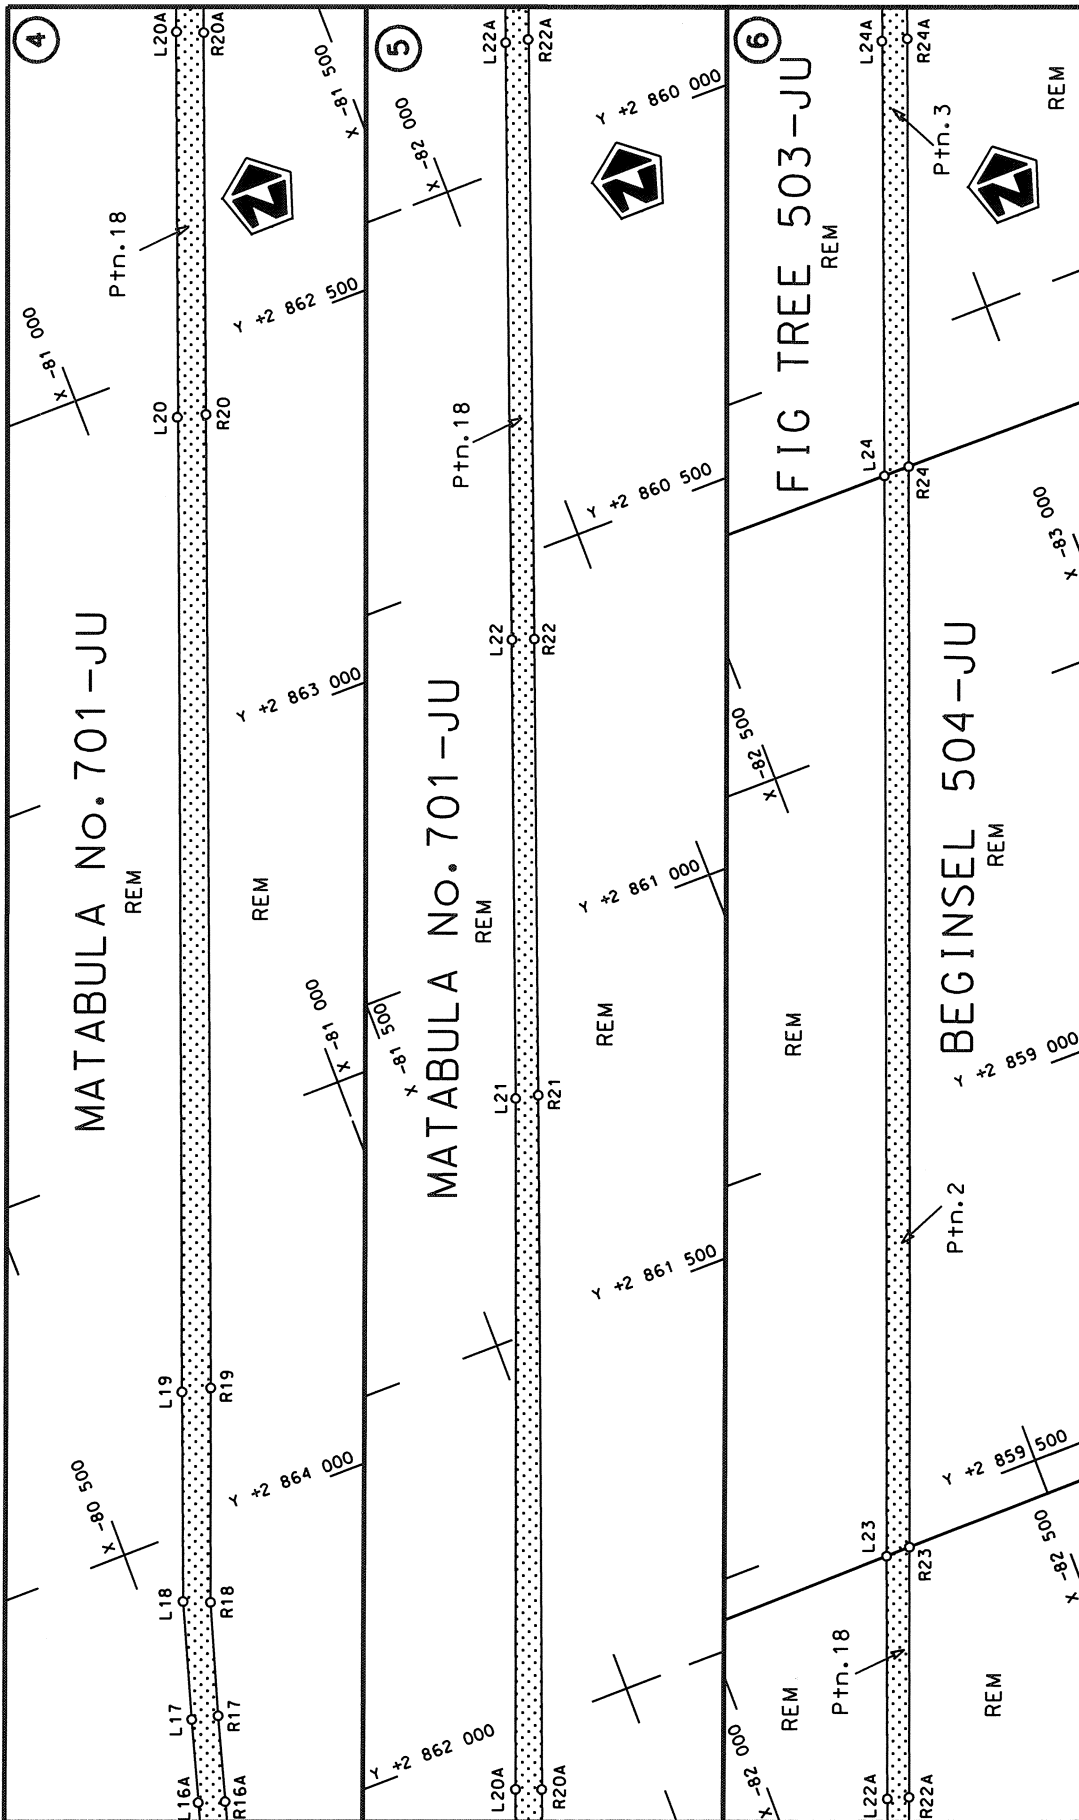 4
L20A
R20A
X -81 500
Ptn.18
X -81 000
Y +2 862 500
L20
R20
MATABULA No.701-JU
REM
REM
Y +2 863 000
X -81 000
L19
R19
Y +2 864 000
X -80 500
L18
R18
L17
R17
L16A
R16A
N
5
L22A
R22A
X -82 000
Y +2 860 000
N
Ptn.18
Y +2 860 500
L22
R22
MATABULA No.701-JU
REM
REM
Y +2 861 000
X -81 500
L21
R21
Y +2 861 500
Y +2 862 000
L20A
R20A
6
L24A
R24A
Ptn.3
REM
N
FIG TREE 503-JU
REM
L24
R24
X -83 000
X -82 500
BEGINSEL 504-JU
REM
REM
Y +2 859 000
Ptn.2
Y +2 859 500
L23
R23
X -82 500
Ptn.18
REM
REM
X -82 000
L22A
R22A